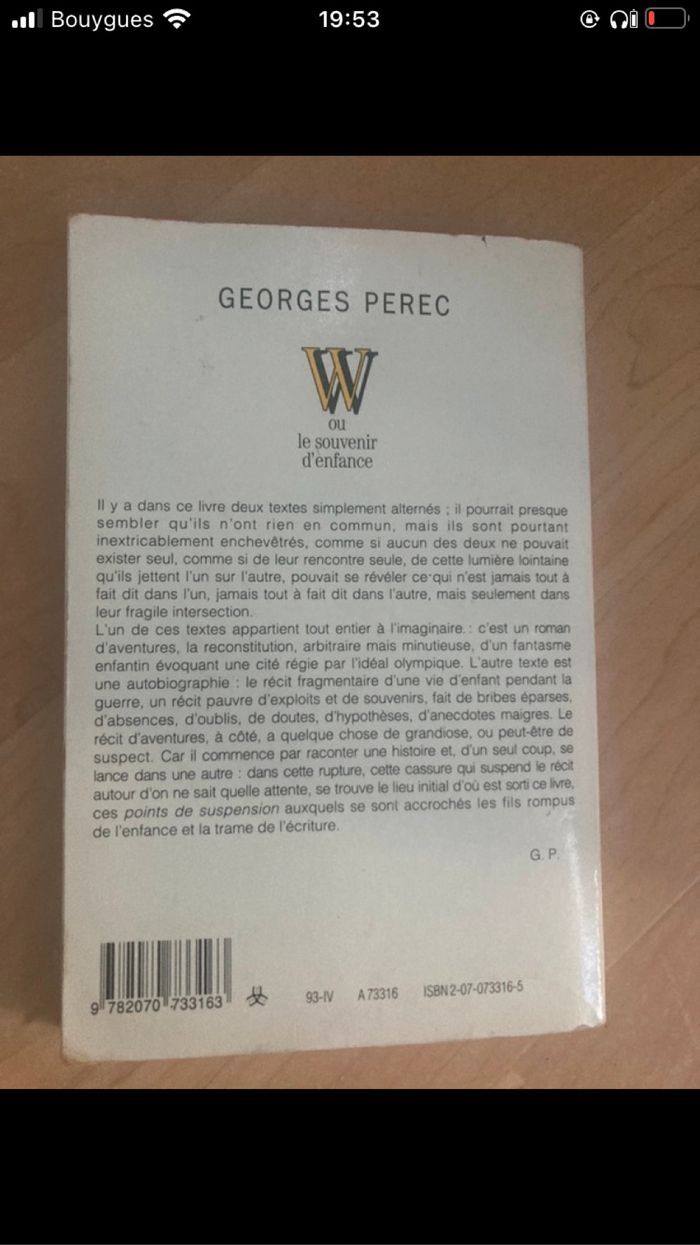 Bouygues
19:53
GEORGES PEREC
W
ou
le souvenir
d'enfance
Il y a dans ce livre deux textes simplement alternés ; il pourrait presque
sembler qu'ils n'ont rien en commun, mais ils sont pourtant
inextricablement enchevêtrés, comme si aucun des deux ne pouvait
exister seul, comme si de leur rencontre seule, de cette lumière lointaine
qu'ils jettent l'un sur l'autre, pouvait se révéler ce qui n'est jamais tout à
fait dit dans l'un, jamais tout à fait dit dans l'autre, mais seulement dans
leur fragile intersection.
L'un de ces textes appartient tout entier à l'imaginaire : c'est un roman
d'aventures, la reconstitution, arbitraire mais minutieuse, d'un fantasme
enfantin évoquant une cité régie par l'idéal olympique. L'autre texte est
une autobiographie : le récit fragmentaire d'une vie d'enfant pendant la
guerre, un récit pauvre d'exploits et de souvenirs, fait de bribes éparses,
d'absences, d'oublis, de doutes, d'hypothèses, d'anecdotes maigres. Le
récit d'aventures, à côté, a quelque chose de grandiose, ou peut-être de
suspect. Car il commence par raconter une histoire et, d'un seul coup, se
lance dans une autre : dans cette rupture, cette cassure qui suspend le récit
autour d'on ne sait quelle attente, se trouve le lieu initial d'où est sorti ce livre,
ces points de suspension auxquels se sont accrochés les fils rompus
de l'enfance et la trame de l'écriture.
G. P.
9 782070 733163
93-IV A 73316 ISBN 2-07-073316-5